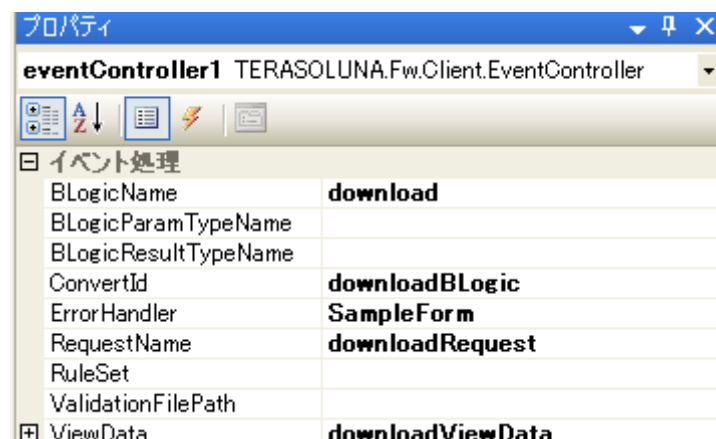 プロパティ
eventController1 TERASOLUNA.Fw.Client.EventController
イベント処理
BLogicName download
BLogicParamTypeName
BLogicResultTypeName
ConvertId downloadBLogic
ErrorHandler SampleForm
RequestName downloadRequest
RuleSet
ValidationFilePath
ViewData downloadViewData